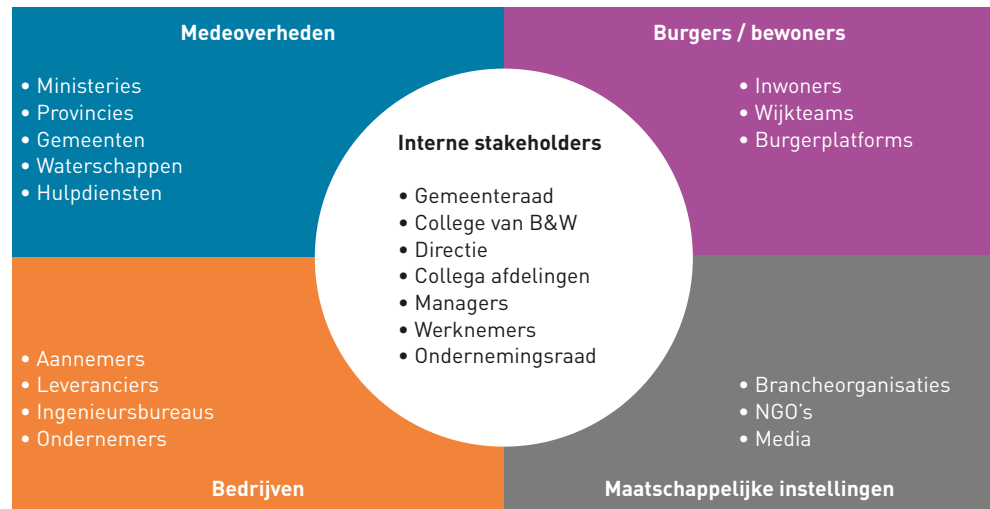 Medeoverheden
• Ministeries
• Provincies
• Gemeenten
• Waterschappen
• Hulpdiensten
Burgers / bewoners
• Inwoners
• Wijkteams
• Burgerplatforms
Interne stakeholders
• Gemeenteraad
• College van B&W
• Directie
• Collega afdelingen
• Managers
• Werknemers
• Ondernemingsraad
• Aannemers
• Leveranciers
• Ingenieursbureaus
• Ondernemers
Bedrijven
• Brancheorganisaties
• NGO's
• Media
Maatschappelijke instellingen